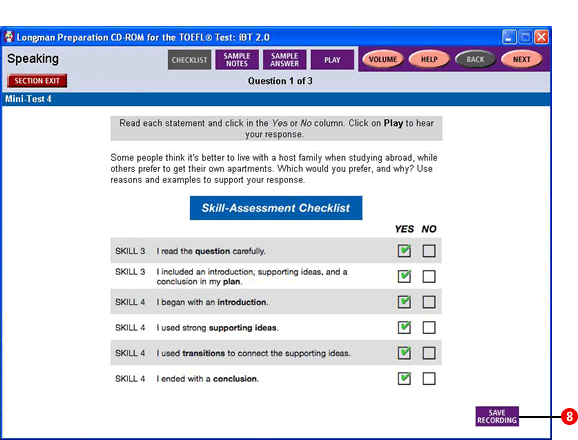 Longman Preparation CD-ROM for the TOEFL® Test: iBT 2.0
Speaking
CHECKLIST
SAMPLE
NOTES
SAMPLE
ANSWER
PLAY
VOLUME
HELP
BACK
NEXT
SECTION EXIT
Question 1 of 3
Mini-Test 4
Read each statement and click in the Yes or No column. Click on Play to hear
your response.
Some people think it's better to live with a host family when studying abroad, while
others prefer to get their own apartments. Which would you prefer, and why? Use
reasons and examples to support your response.
Skill-Assessment Checklist
YES NO
SKILL 3 I read the question carefully.
SKILL 3 I included an introduction, supporting ideas, and a
conclusion in my plan.
SKILL 4 I began with an introduction.
SKILL 4 I used strong supporting ideas.
SKILL 4 I used transitions to connect the supporting ideas.
SKILL 4 I ended with a conclusion.
SAVE
RECORDING
8